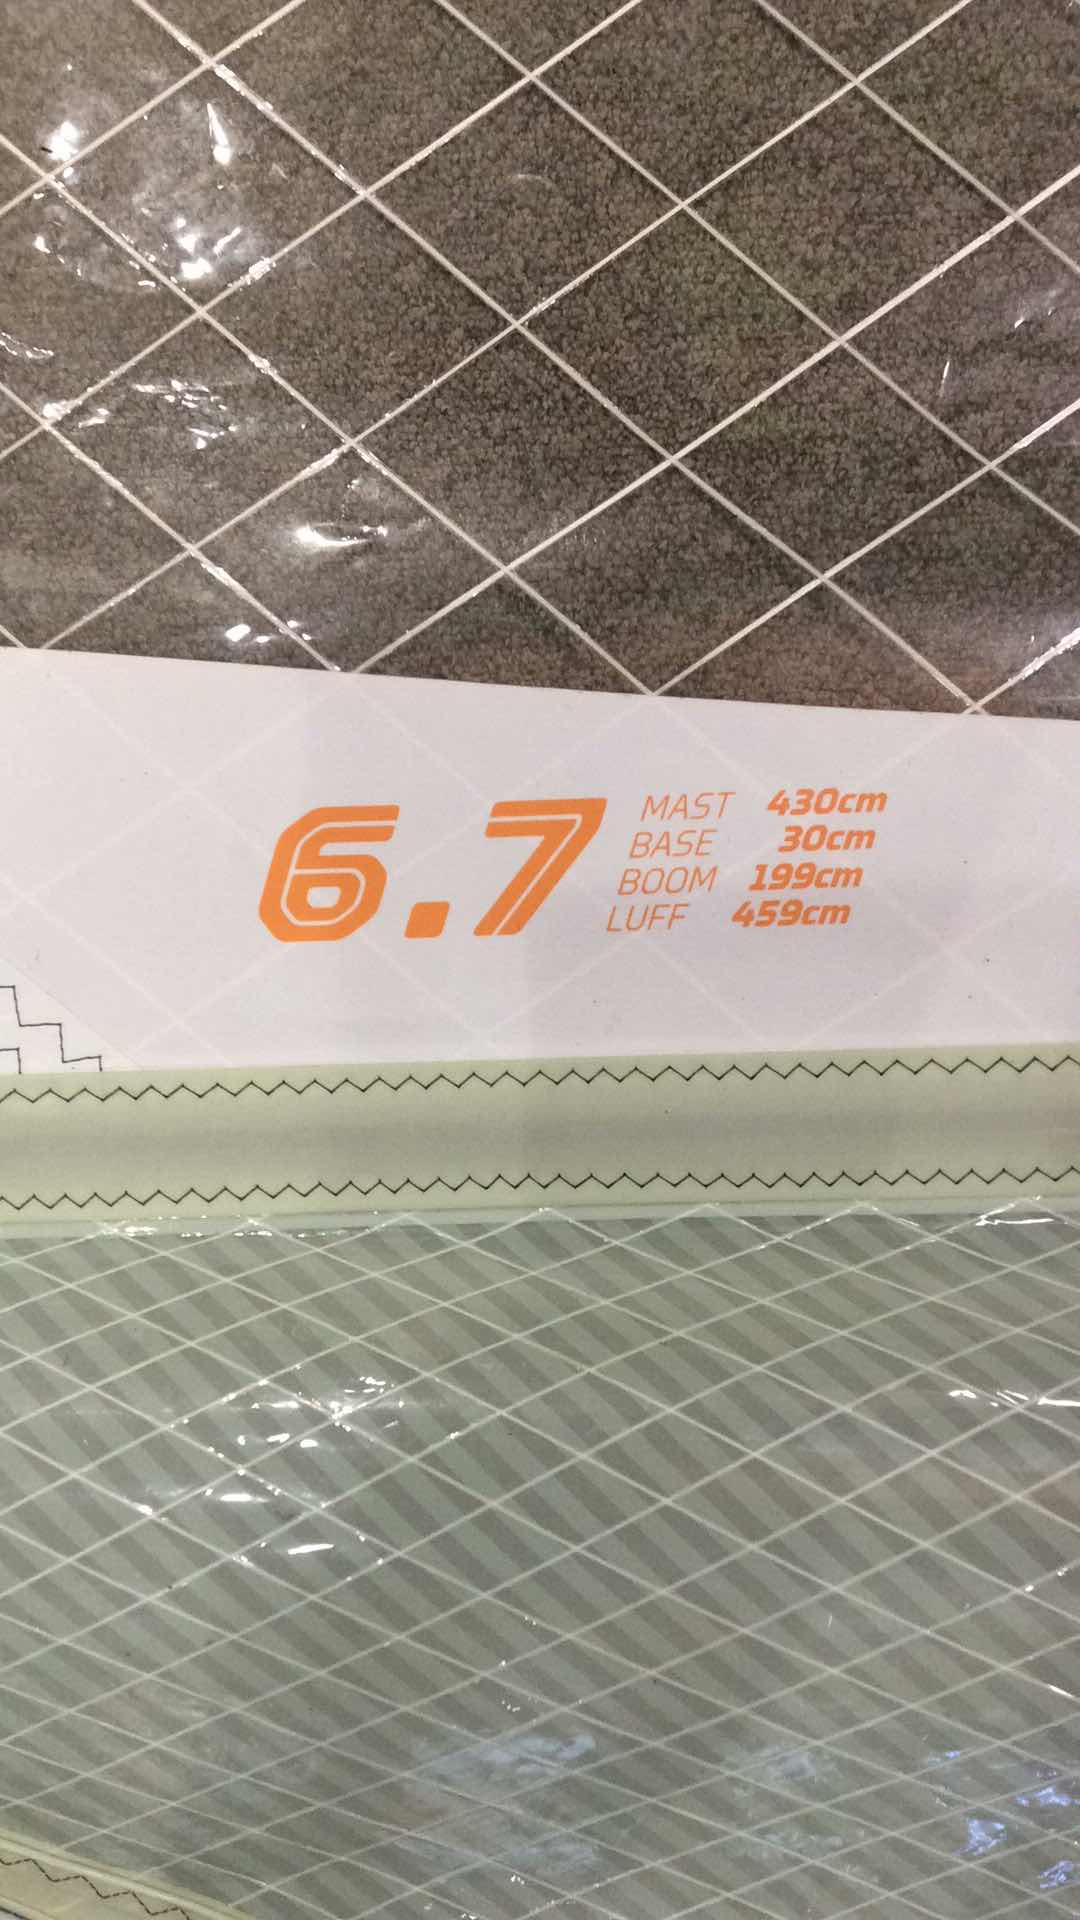 6.7
MAST 430cm
BASE 30cm
BOOM 199cm
LUFF 459cm